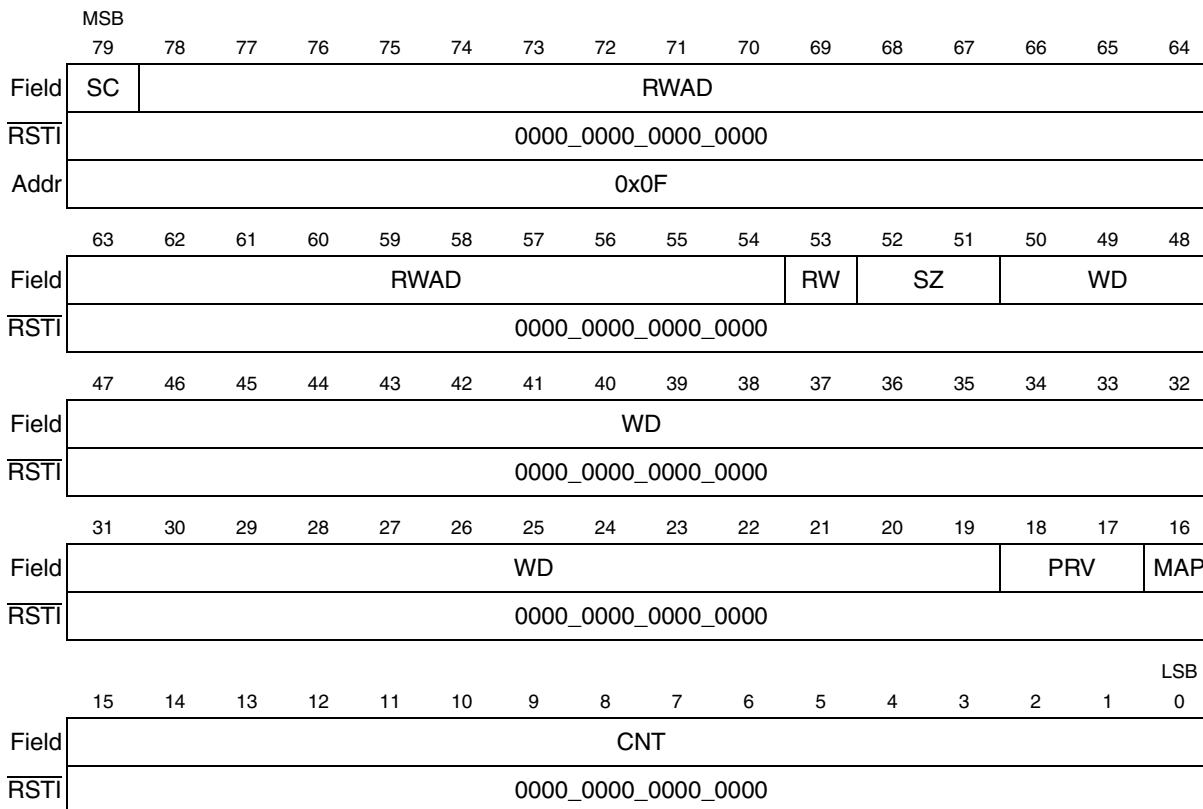 MSB
79 78 77 76 75 74 73 72 71 70 69 68 67 66 65 64
Field SC RWAD
RSTI 0000_0000_0000_0000
Addr 0x0F
63 62 61 60 59 58 57 56 55 54 53 52 51 50 49 48
Field RWAD RW SZ WD
RSTI 0000_0000_0000_0000
47 46 45 44 43 42 41 40 39 38 37 36 35 34 33 32
Field WD
RSTI 0000_0000_0000_0000
31 30 29 28 27 26 25 24 23 22 21 20 19 18 17 16
Field WD PRV MAP
RSTI 0000_0000_0000_0000
LSB
15 14 13 12 11 10 9 8 7 6 5 4 3 2 1 0
Field CNT
RSTI 0000_0000_0000_0000